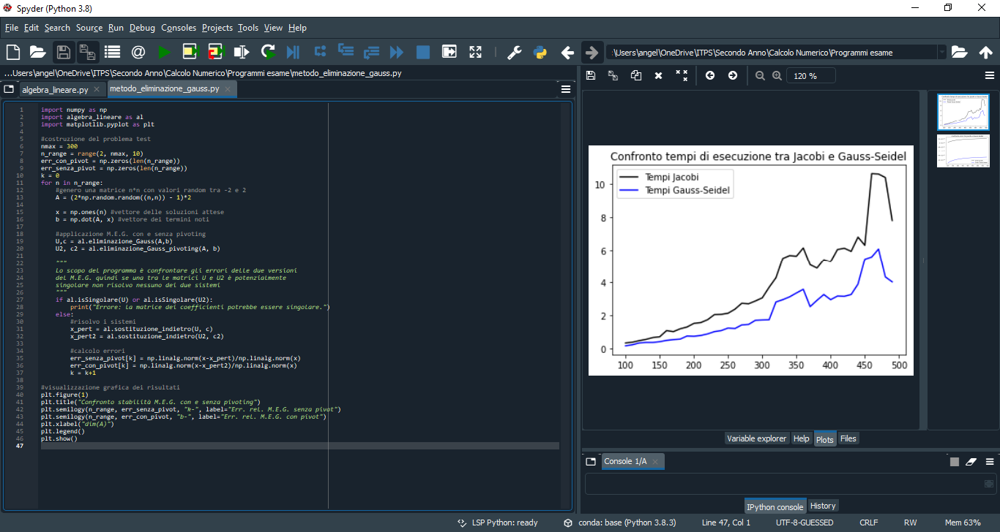 Spyder (Python 3.8)
File Edit Search Source Run Debug Consoles Projects Tools View Help
:\Users\angel\OneDrive\ITPS\Secondo Anno\Calcolo Numerico\Programmi esame
...Users\angel\OneDrive\ITPS\Secondo Anno\Calcolo Numerico\Programmi esame\metodo_eliminazione_gauss.py
algebra_lineare.py metodo_eliminazione_gauss.py
1 import numpy as np
2 import algebra_lineare as al
3 import matplotlib.pyplot as plt
4
5 #costruzione del problema test
6 nmax = 300
7 n_range = range(2, nmax, 10)
8 err_con_pivot = np.zeros(len(n_range))
9 err_senza_pivot = np.zeros(len(n_range))
10 k = 0
11 for n in n_range:
12 #genero una matrice n*n con valori random tra -2 e 2
13 A = (2*np.random.random((n,n)) - 1)*2
14
15 x = np.ones(n) #vettore delle soluzioni attese
16 b = np.dot(A, x) #vettore dei termini noti
17
18 #applicazione M.E.G. con e senza pivoting
19 U,c = al.eliminazione_Gauss(A,b)
20 U2, c2 = al.eliminazione_Gauss_pivoting(A, b)
21
22 """
23 Lo scopo del programma è confrontare gli errori delle due versioni
24 del M.E.G. quindi se una tra le matrici U e U2 è potenzialmente
25 singolare non risolvo nessuno dei due sistemi
26 """
27 if al.isSingolare(U) or al.isSingolare(U2):
28 print("Errore: la matrice dei coefficienti potrebbe essere singolare.")
29 else:
30 #risolvo i sistemi
31 x_pert = al.sostituzione_indietro(U, c)
32 x_pert2 = al.sostituzione_indietro(U2, c2)
33
34 #calcolo errori
35 err_senza_pivot[k] = np.linalg.norm(x-x_pert)/np.linalg.norm(x)
36 err_con_pivot[k] = np.linalg.norm(x-x_pert2)/np.linalg.norm(x)
37 k = k+1
38
39 #visualizzazione grafica dei risultati
40 plt.figure(1)
41 plt.title("Confronto stabilità M.E.G. con e senza pivoting")
42 plt.semilogy(n_range, err_senza_pivot, "k-", label="Err. rel. M.E.G. senza pivot")
43 plt.semilogy(n_range, err_con_pivot, "b-", label="Err. rel. M.E.G. con pivot")
44 plt.xlabel("dim(A)")
45 plt.legend()
46 plt.show()
47
120 %
Confronto tempi di esecuzione tra Jacobi e Gauss-Seidel
Tempi Jacobi
Tempi Gauss-Seidel
10
8
6
4
2
0
100 150 200 250 300 350 400 450 500
Variable explorer Help Plots Files
Console 1/A
IPython console History
LSP Python: ready conda: base (Python 3.8.3) Line 47, Col 1 UTF-8-GUESSED CRLF RW Mem 63%